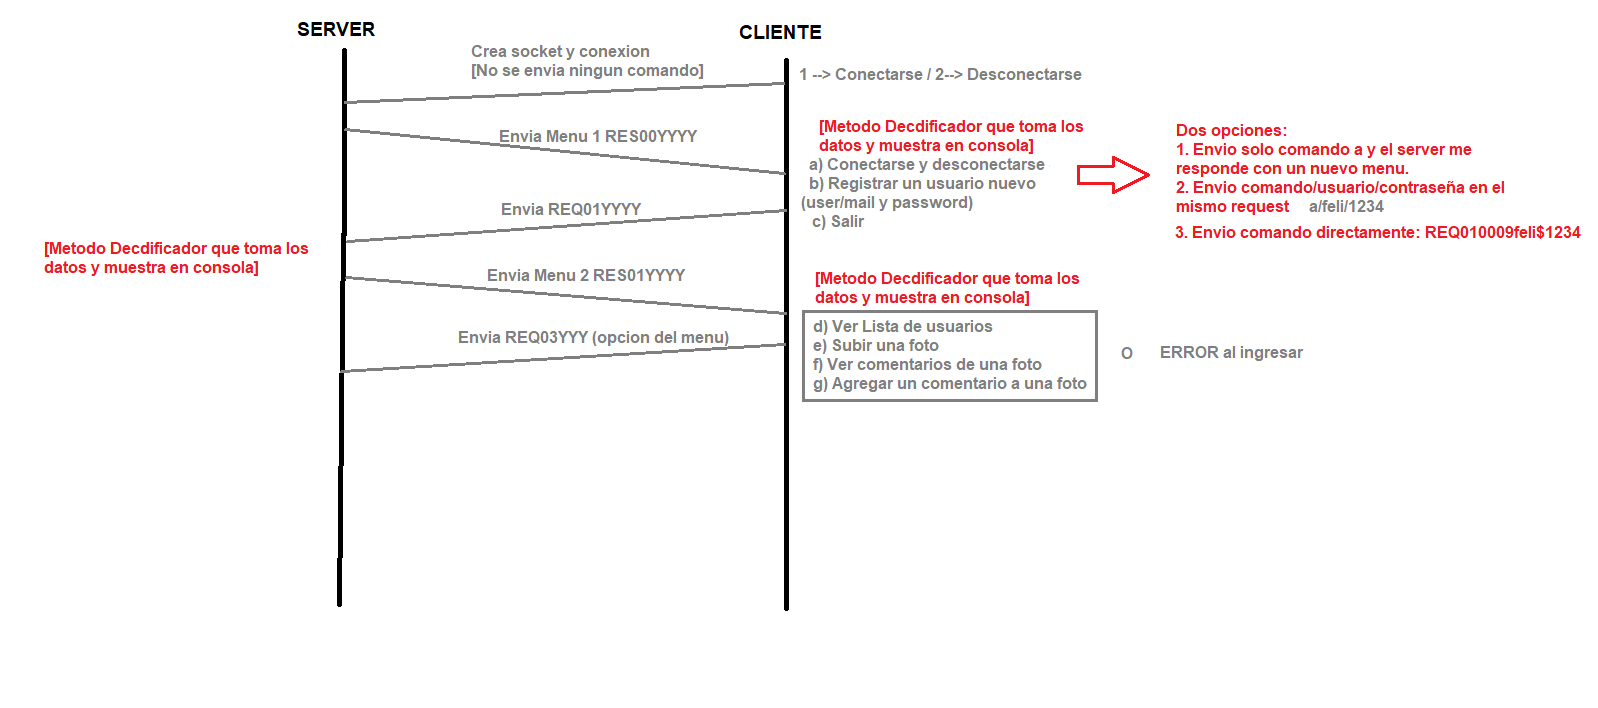 SERVER
CLIENTE
Crea socket y conexion
[No se envia ningun comando]
1 --> Conectarse / 2--> Desconectarse
Envia Menu 1 RES00YYYY
[Metodo Decdificador que toma los
datos y muestra en consola]
a) Conectarse y desconectarse
b) Registrar un usuario nuevo
(user/mail y password)
c) Salir
Dos opciones:
1. Envio solo comando a y el server me
responde con un nuevo menu.
2. Envio comando/usuario/contraseña en el
mismo request a/feli/1234
3. Envio comando directamente: REQ010009feli$1234
Envia REQ01YYYY
[Metodo Decdificador que toma los
datos y muestra en consola]
Envia Menu 2 RES01YYYY
[Metodo Decdificador que toma los
datos y muestra en consola]
Envia REQ03YYY (opcion del menu)
d) Ver Lista de usuarios
e) Subir una foto
f) Ver comentarios de una foto
g) Agregar un comentario a una foto
O ERROR al ingresar